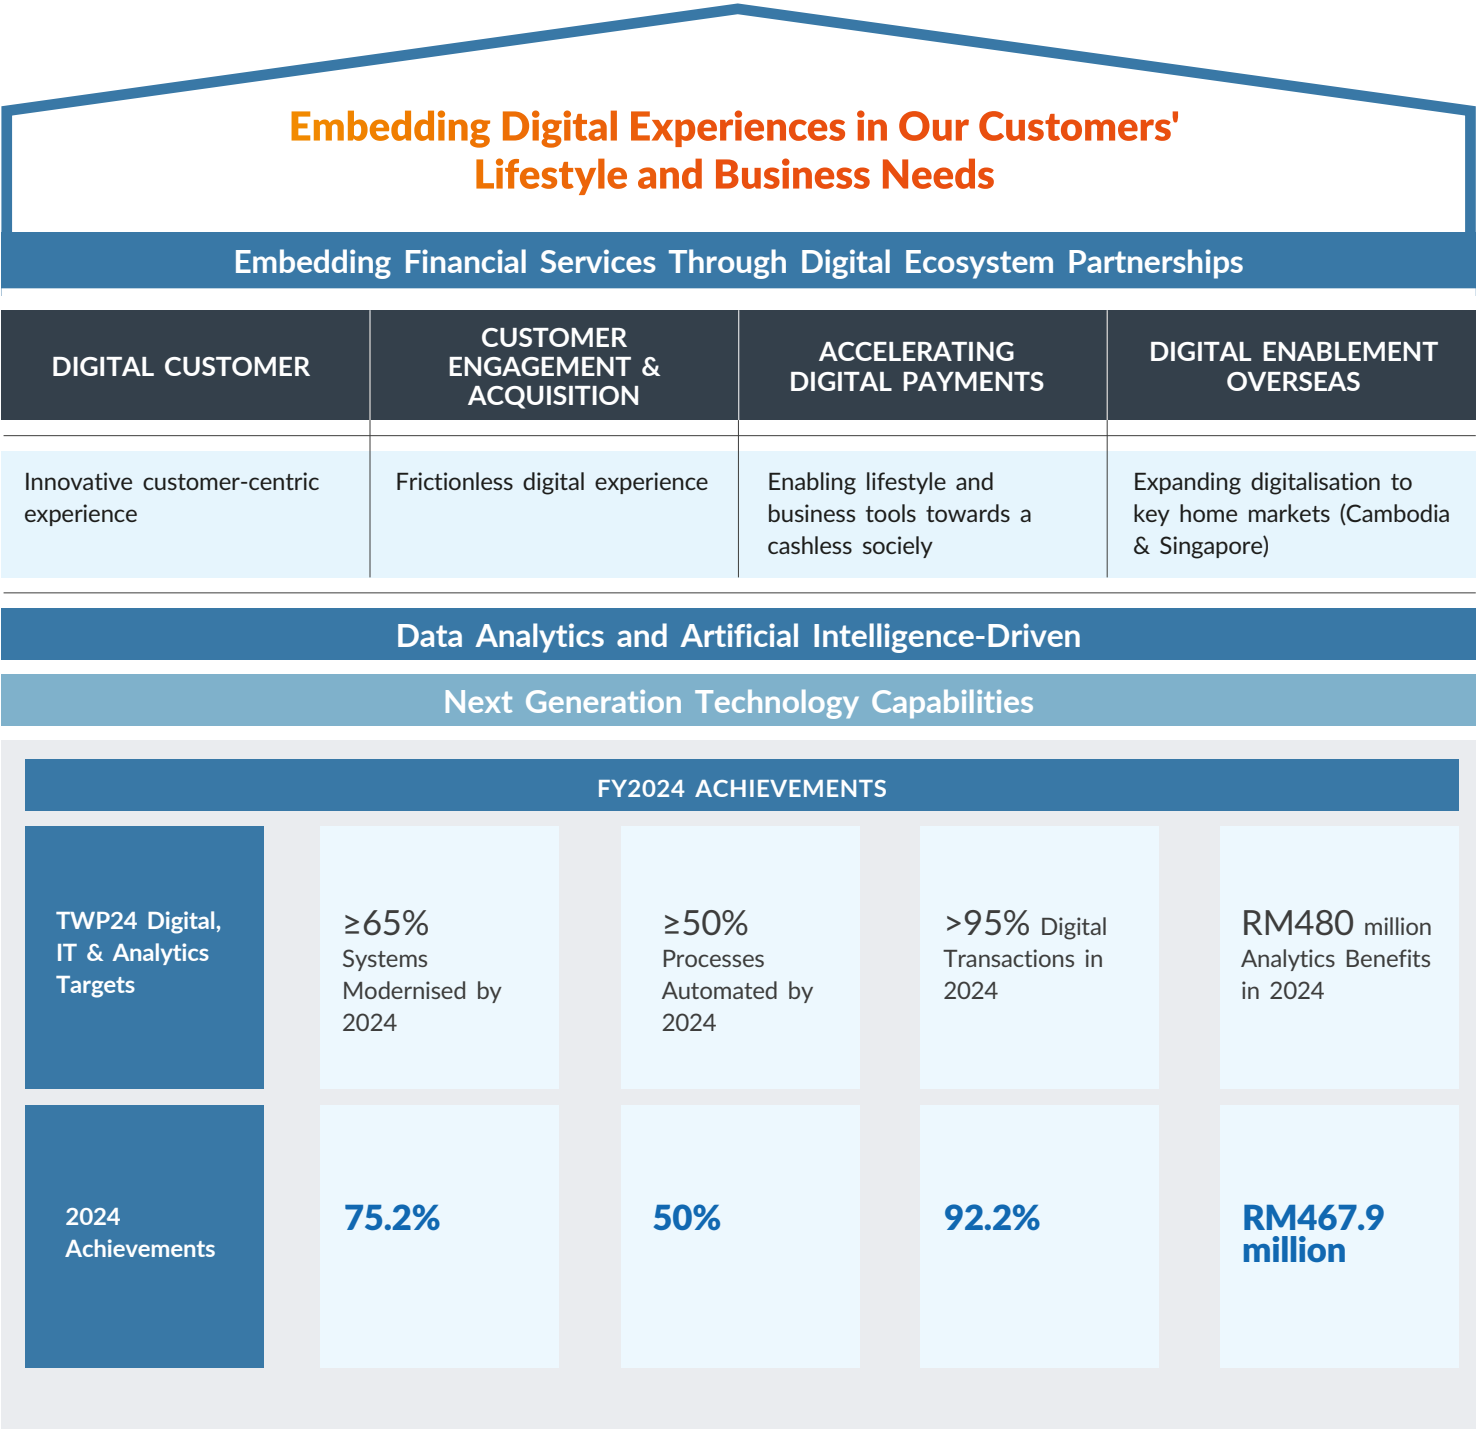 Embedding Digital Experiences in Our Customers'
Lifestyle and Business Needs
Embedding Financial Services Through Digital Ecosystem Partnerships
DIGITAL CUSTOMER
CUSTOMER
ENGAGEMENT &
ACQUISITION
ACCELERATING
DIGITAL PAYMENTS
DIGITAL ENABLEMENT
OVERSEAS
Innovative customer-centric
experience
Frictionless digital experience
Enabling lifestyle and
business tools towards a
cashless sociely
Expanding digitalisation to
key home markets (Cambodia
& Singapore)
Data Analytics and Artificial Intelligence-Driven
Next Generation Technology Capabilities
FY2024 ACHIEVEMENTS
TWP24 Digital,
IT & Analytics
Targets
≥65%
Systems
Modernised by
2024
≥50%
Processes
Automated by
2024
>95% Digital
Transactions in
2024
RM480 million
Analytics Benefits
in 2024
2024
Achievements
75.2%
50%
92.2%
RM467.9
million